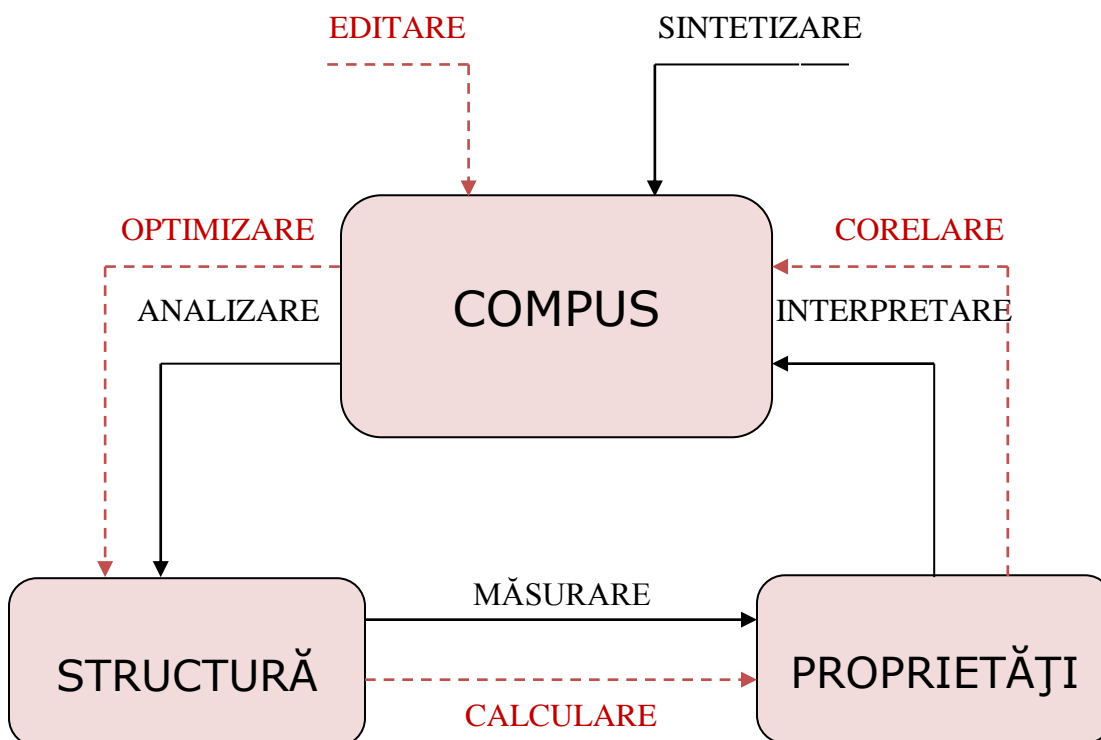 EDITARE
SINTETIZARE
OPTIMIZARE
CORELARE
ANALIZARE
COMPUS
INTERPRETARE
MĂSURARE
STRUCTURĂ
PROPRIETĂŢI
CALCULARE